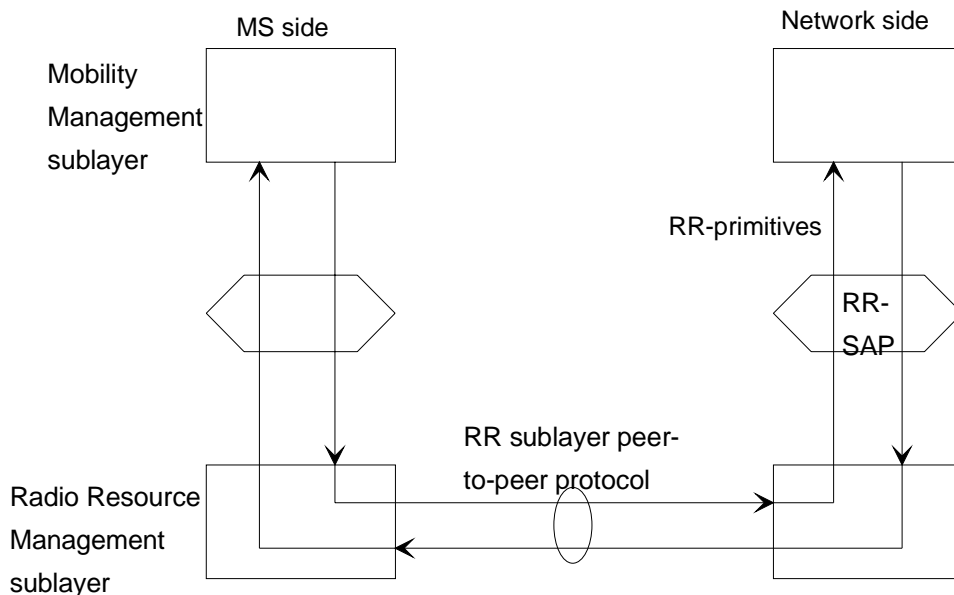 MS side
Network side
Mobility
Management
sublayer
RR-primitives
RR-
SAP
RR sublayer peer-
to-peer protocol
Radio Resource
Management
sublayer